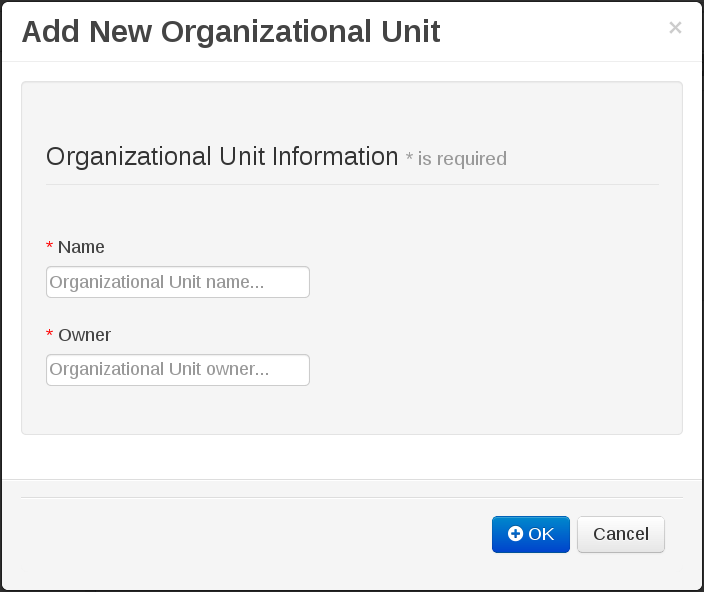 Add New Organizational Unit ×
Organizational Unit Information * is required
* Name
Organizational Unit name...
* Owner
Organizational Unit owner...
OK Cancel